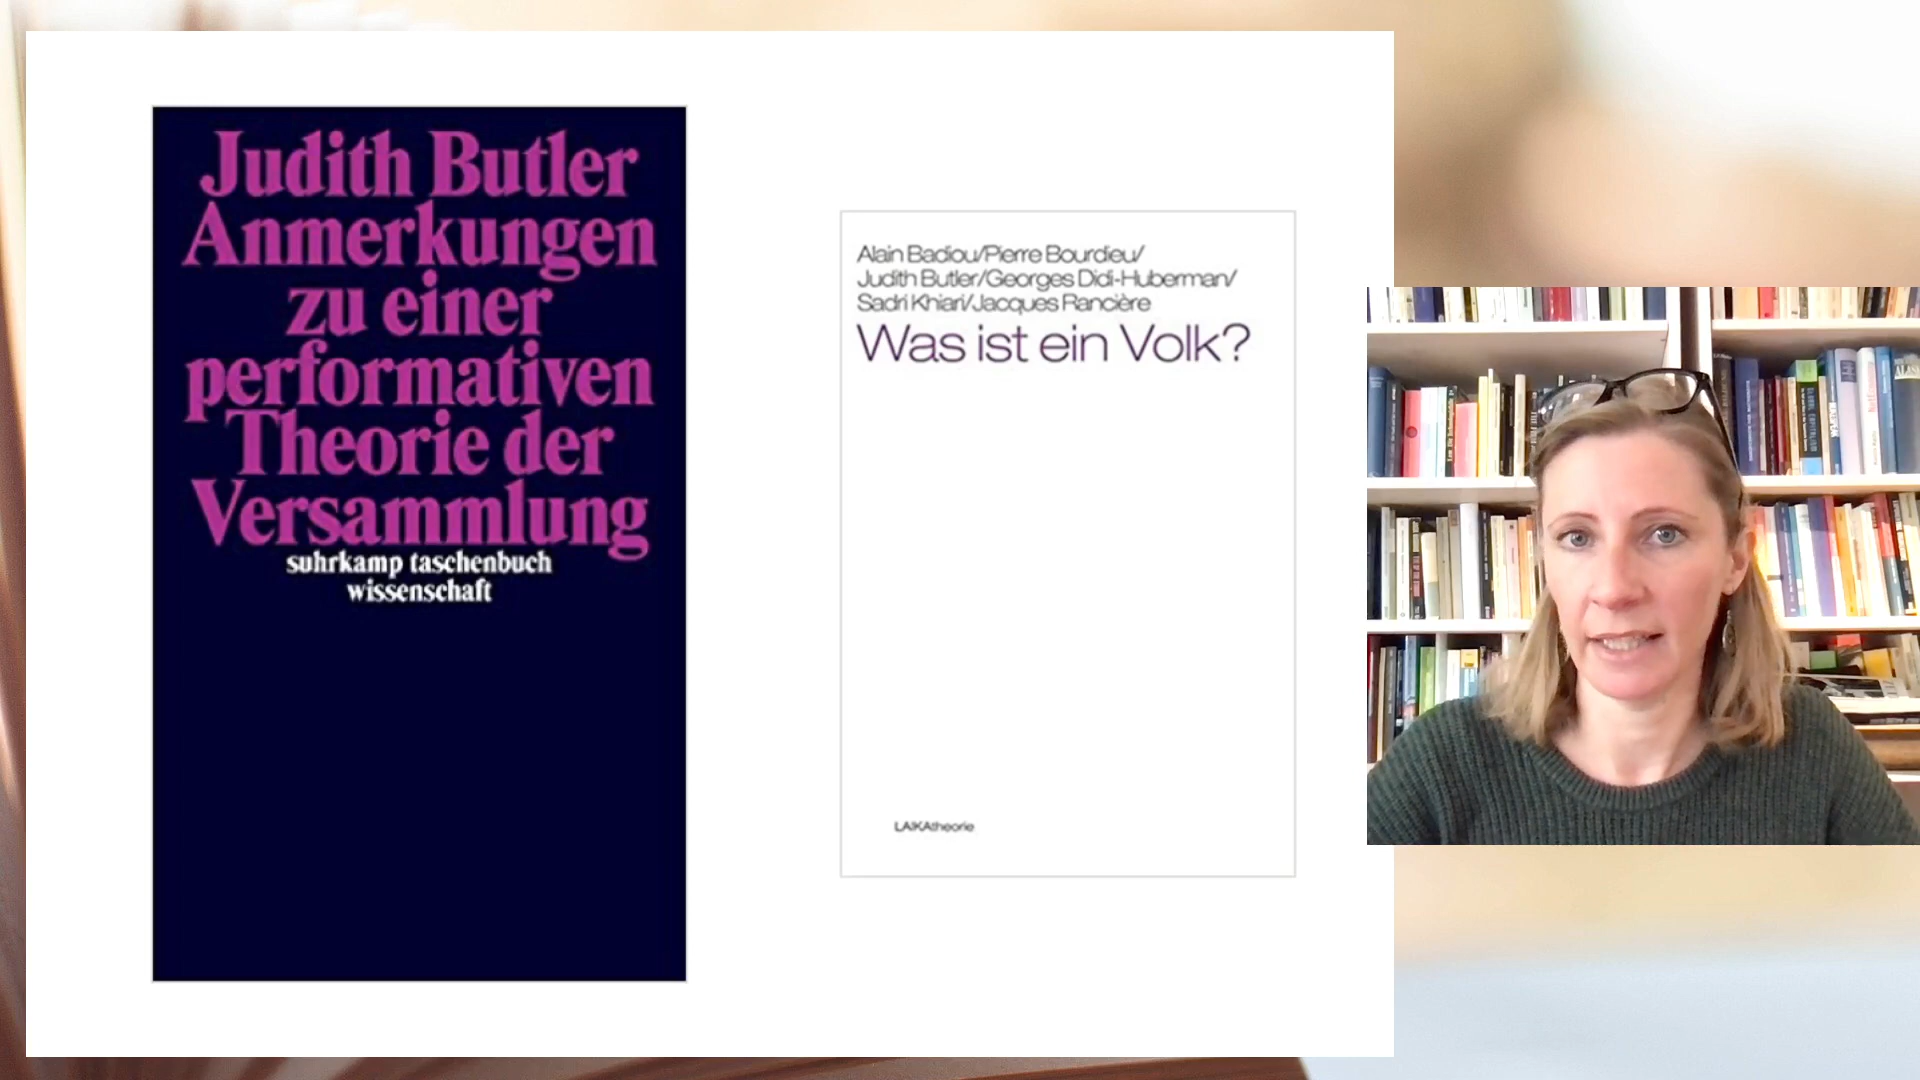 Judith Butler
Anmerkungen
zu einer
performativen
Theorie der
Versammlung
suhrkamp taschenbuch
wissenschaft
Alain Badiou/Pierre Bourdieu/
Judith Butler/Georges Didi-Huberman/
Sadri Khiari/Jacques Rancière
Was ist ein Volk?
LAIKAtheorie